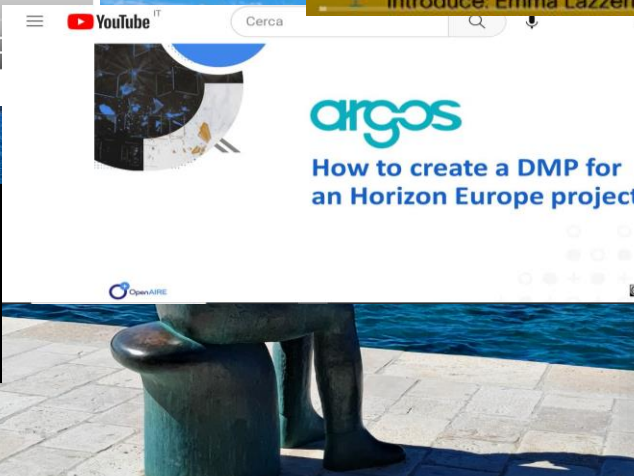 Introduce: Emma Lazzeri
YouTube IT
Cerca
argos
How to create a DMP for
an Horizon Europe project
OpenAIRE